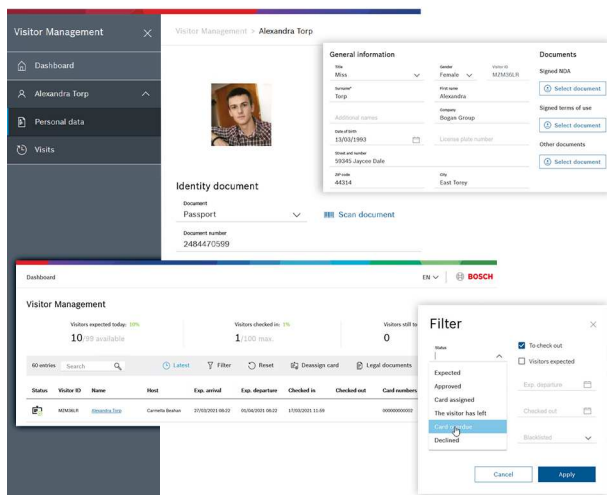 Visitor Management
Visitor Management > Alexandra Torp
Dashboard
Alexandra Torp
Personal data
Visits
Identity document
Document
Passport
Scan document
Document number
2484470599
General information
Title
Miss
Gender
Female
Visitor ID
MZM36LR
Surname*
Torp
First name
Alexandra
Additional names
Company
Bogan Group
Date of birth
13/03/1993
License plate number
Street and number
59345 Jaycee Dale
ZIP code
44314
City
East Torey
Documents
Signed NDA
Select document
Signed terms of use
Select document
Other documents
Select document
Dashboard
EN
BOSCH
Visitor Management
Visitors expected today: 10%
10/99 available
Visitors checked in: 1%
1/100 max.
Visitors still to
0
60 entries
Search
Latest
Filter
Reset
Deassign card
Legal documents
Status Visitor ID Name Host Exp. arrival Exp. departure Checked in Checked out Card numbers
MZM36LR Alexandra Torp Carmella Beahan 27/03/2021 08:22 01/04/2021 08:22 17/03/2021 11:59
Filter
Status
Expected
Approved
Card assigned
The visitor has left
Declined
To check out
Visitors expected
Exp. departure
Checked out
Blacklisted
Cancel
Apply